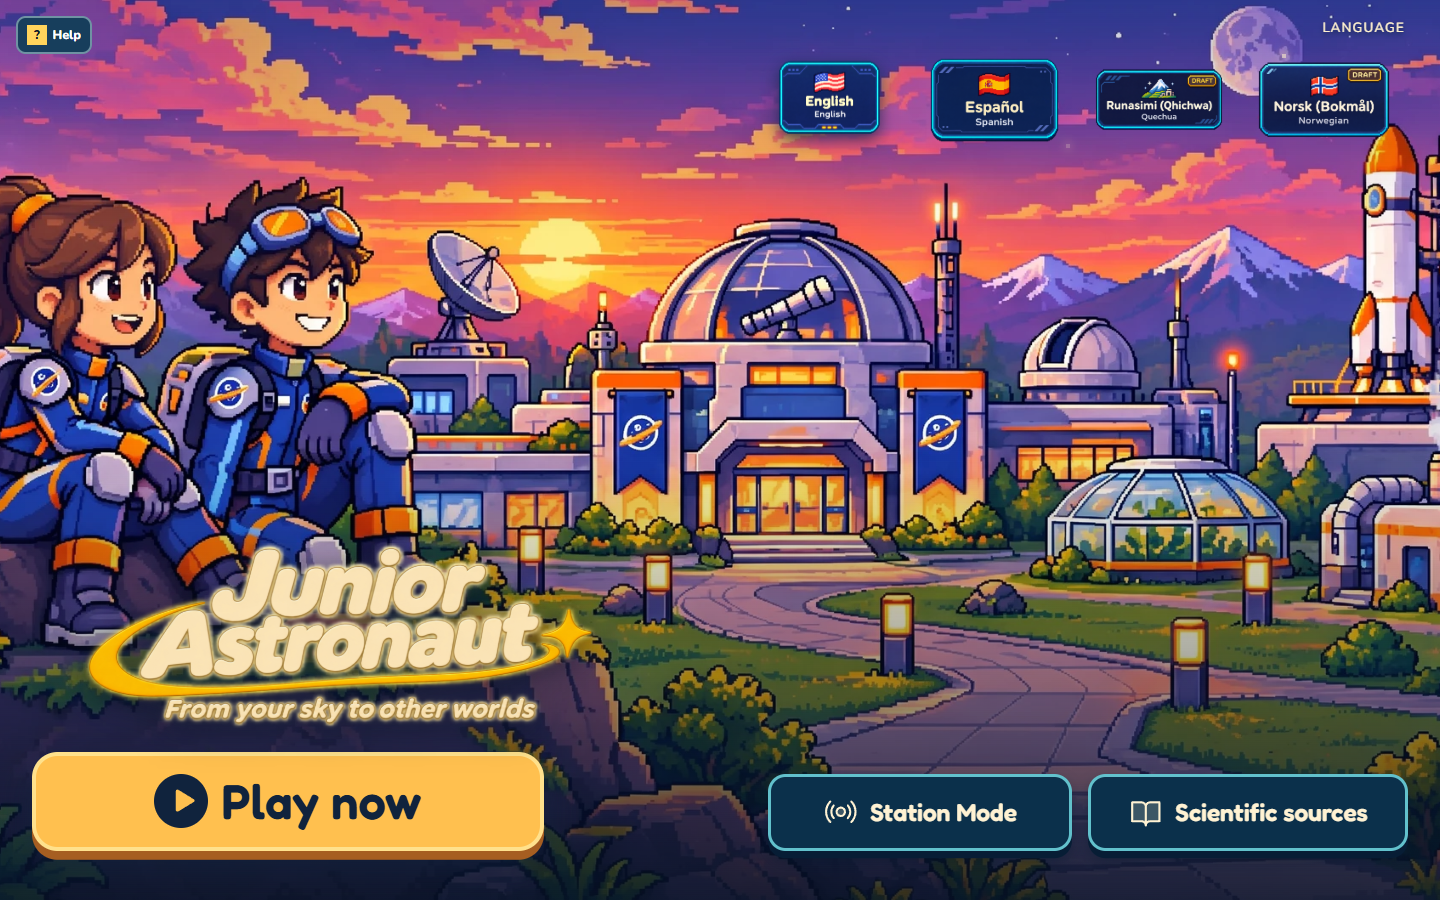 ? Help
LANGUAGE
English
English
Español
Spanish
DRAFT
Runasimi (Qhichwa)
Quechua
DRAFT
Norsk (Bokmål)
Norwegian
Junior
Astronaut
From your sky to other worlds
Play now
Station Mode
Scientific sources